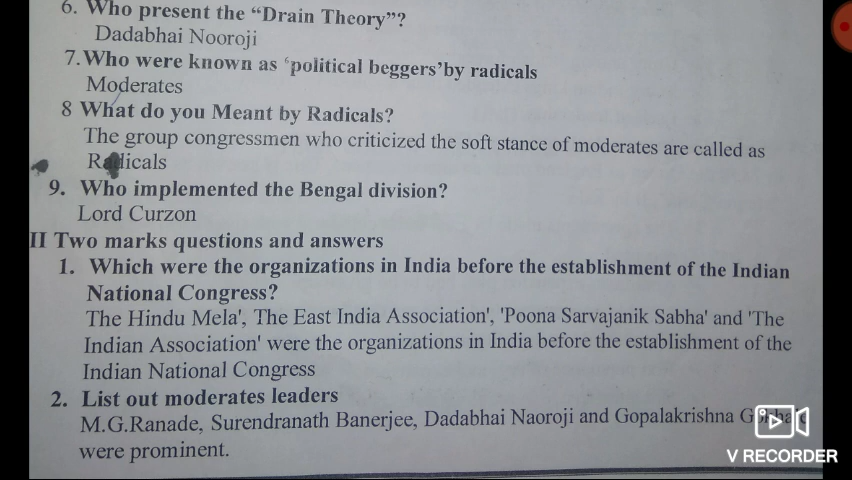 6. Who present the “Drain Theory”?
Dadabhai Nooroji
7. Who were known as ‘political beggers’by radicals
Moderates
8 What do you Meant by Radicals?
The group congressmen who criticized the soft stance of moderates are called as
Radicals
9. Who implemented the Bengal division?
Lord Curzon
II Two marks questions and answers
1. Which were the organizations in India before the establishment of the Indian
National Congress?
The Hindu Mela', The East India Association', 'Poona Sarvajanik Sabha' and 'The
Indian Association' were the organizations in India before the establishment of the
Indian National Congress
2. List out moderates leaders
M.G.Ranade, Surendranath Banerjee, Dadabhai Naoroji and Gopalakrishna
were prominent.
V RECORDER